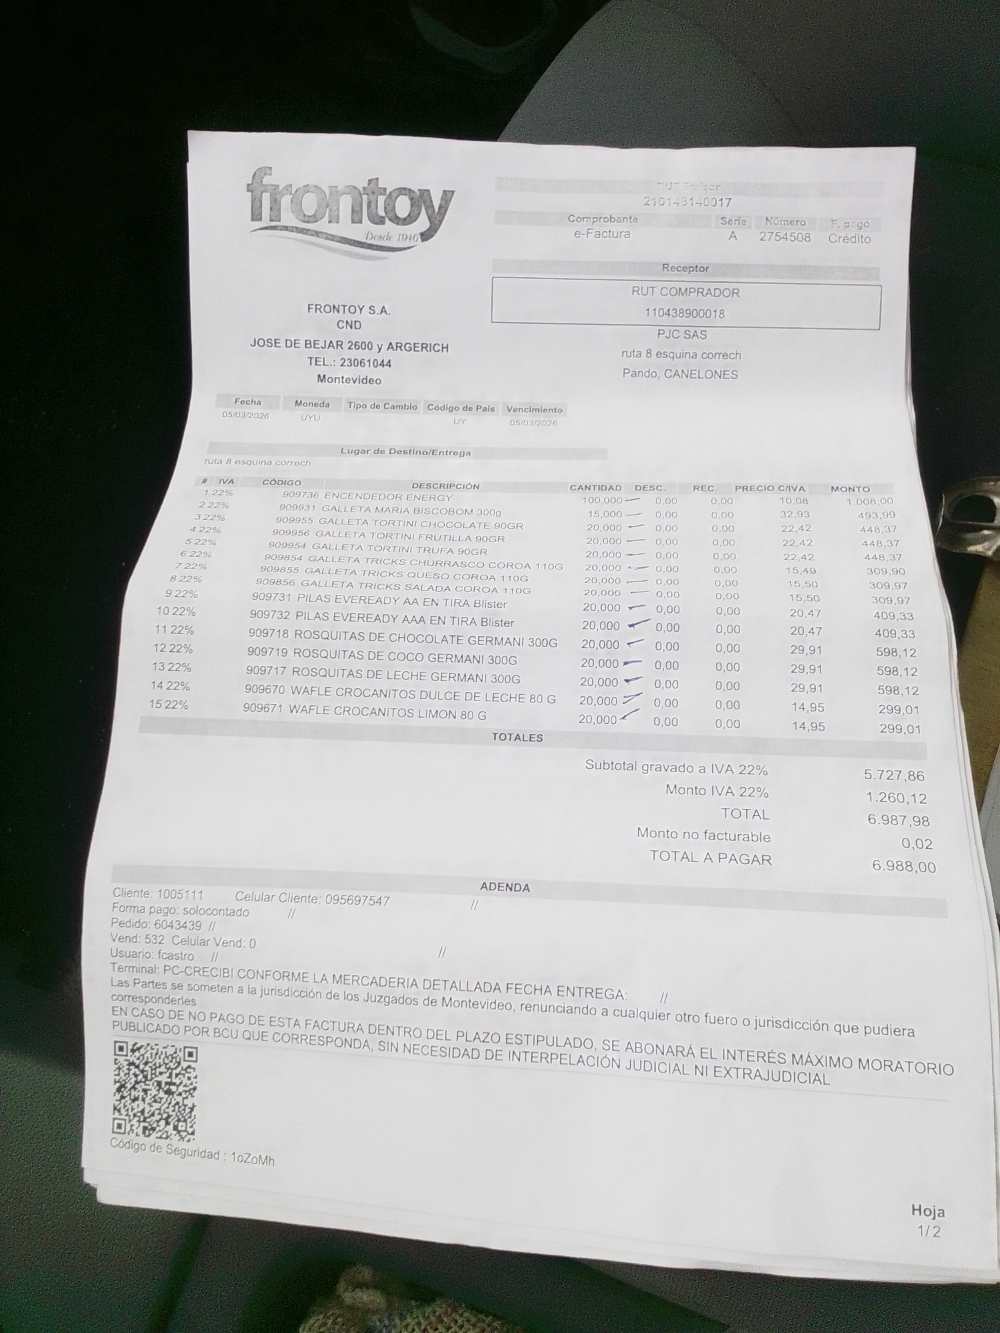 frontoy
Desde 1946
RUT Emisor
210148140017
Comprobante Serie Número F. pago
e-Factura A 2754508 Crédito
Receptor
RUT COMPRADOR
110438900018
PJC SAS
ruta 8 esquina correch
Pando, CANELONES
FRONTOY S.A.
CND
JOSE DE BEJAR 2600 y ARGERICH
TEL.: 23061044
Montevideo
Fecha Moneda Tipo de Cambio Código de País Vencimiento
05/03/2026 UYU UY 05/03/2026
Lugar de Destino/Entrega
ruta 8 esquina correch
# IVA CÓDIGO DESCRIPCIÓN CANTIDAD DESC. REC. PRECIO C/IVA MONTO
1 22% 909736 ENCENDEDOR ENERGY 100,000 0,00 0,00 10,08 1.008,00
2 22% 909931 GALLETA MARIA BISCOBOM 300g 15,000 0,00 0,00 32,93 493,99
3 22% 909955 GALLETA TORTINI CHOCOLATE 90GR 20,000 0,00 0,00 22,42 448,37
4 22% 909956 GALLETA TORTINI FRUTILLA 90GR 20,000 0,00 0,00 22,42 448,37
5 22% 909954 GALLETA TORTINI TRUFA 90GR 20,000 0,00 0,00 22,42 448,37
6 22% 909854 GALLETA TRICKS CHURRASCO COROA 110G 20,000 0,00 0,00 15,49 309,90
7 22% 909855 GALLETA TRICKS QUESO COROA 110G 20,000 0,00 0,00 15,50 309,97
8 22% 909856 GALLETA TRICKS SALADA COROA 110G 20,000 0,00 0,00 15,50 309,97
9 22% 909731 PILAS EVEREADY AA EN TIRA Blister 20,000 0,00 0,00 20,47 409,33
10 22% 909732 PILAS EVEREADY AAA EN TIRA Blister 20,000 0,00 0,00 20,47 409,33
11 22% 909718 ROSQUITAS DE CHOCOLATE GERMANI 300G 20,000 0,00 0,00 29,91 598,12
12 22% 909719 ROSQUITAS DE COCO GERMANI 300G 20,000 0,00 0,00 29,91 598,12
13 22% 909717 ROSQUITAS DE LECHE GERMANI 300G 20,000 0,00 0,00 29,91 598,12
14 22% 909670 WAFLE CROCANITOS DULCE DE LECHE 80 G 20,000 0,00 0,00 14,95 299,01
15 22% 909671 WAFLE CROCANITOS LIMON 80 G 20,000 0,00 0,00 14,95 299,01
TOTALES
Subtotal gravado a IVA 22% 5.727,86
Monto IVA 22% 1.260,12
TOTAL 6.987,98
Monto no facturable 0,02
TOTAL A PAGAR 6.988,00
ADENDA
Cliente: 1005111 Celular Cliente: 095697547 //
Forma pago: solocontado //
Pedido: 6043439 //
Vend: 532 Celular Vend: 0 //
Usuario: fcastro //
Terminal: PC-CRECIBI CONFORME LA MERCADERIA DETALLADA FECHA ENTREGA: //
Las Partes se someten a la jurisdicción de los Juzgados de Montevideo, renunciando a cualquier otro fuero o jurisdicción que pudiera
corresponderles
EN CASO DE NO PAGO DE ESTA FACTURA DENTRO DEL PLAZO ESTIPULADO, SE ABONARÁ EL INTERÉS MÁXIMO MORATORIO
PUBLICADO POR BCU QUE CORRESPONDA, SIN NECESIDAD DE INTERPELACIÓN JUDICIAL NI EXTRAJUDICIAL
Código de Seguridad : 1oZoMh
Hoja
1/2